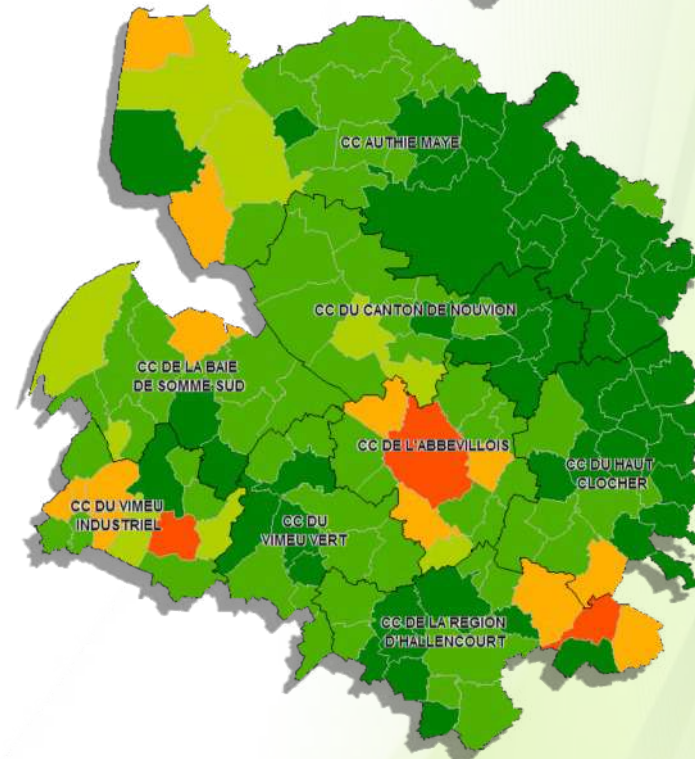 CC AUTHIE MAYE
CC DU CANTON DE NOUVION
CC DE LA BAIE
DE SOMME SUD
CC DE L'ABBEVILLOIS
CC DU HAUT
CLOCHER
CC DU VIMEU
INDUSTRIEL
CC DU
VIMEU VERT
CC DE LA REGION
D'HALLENCOURT